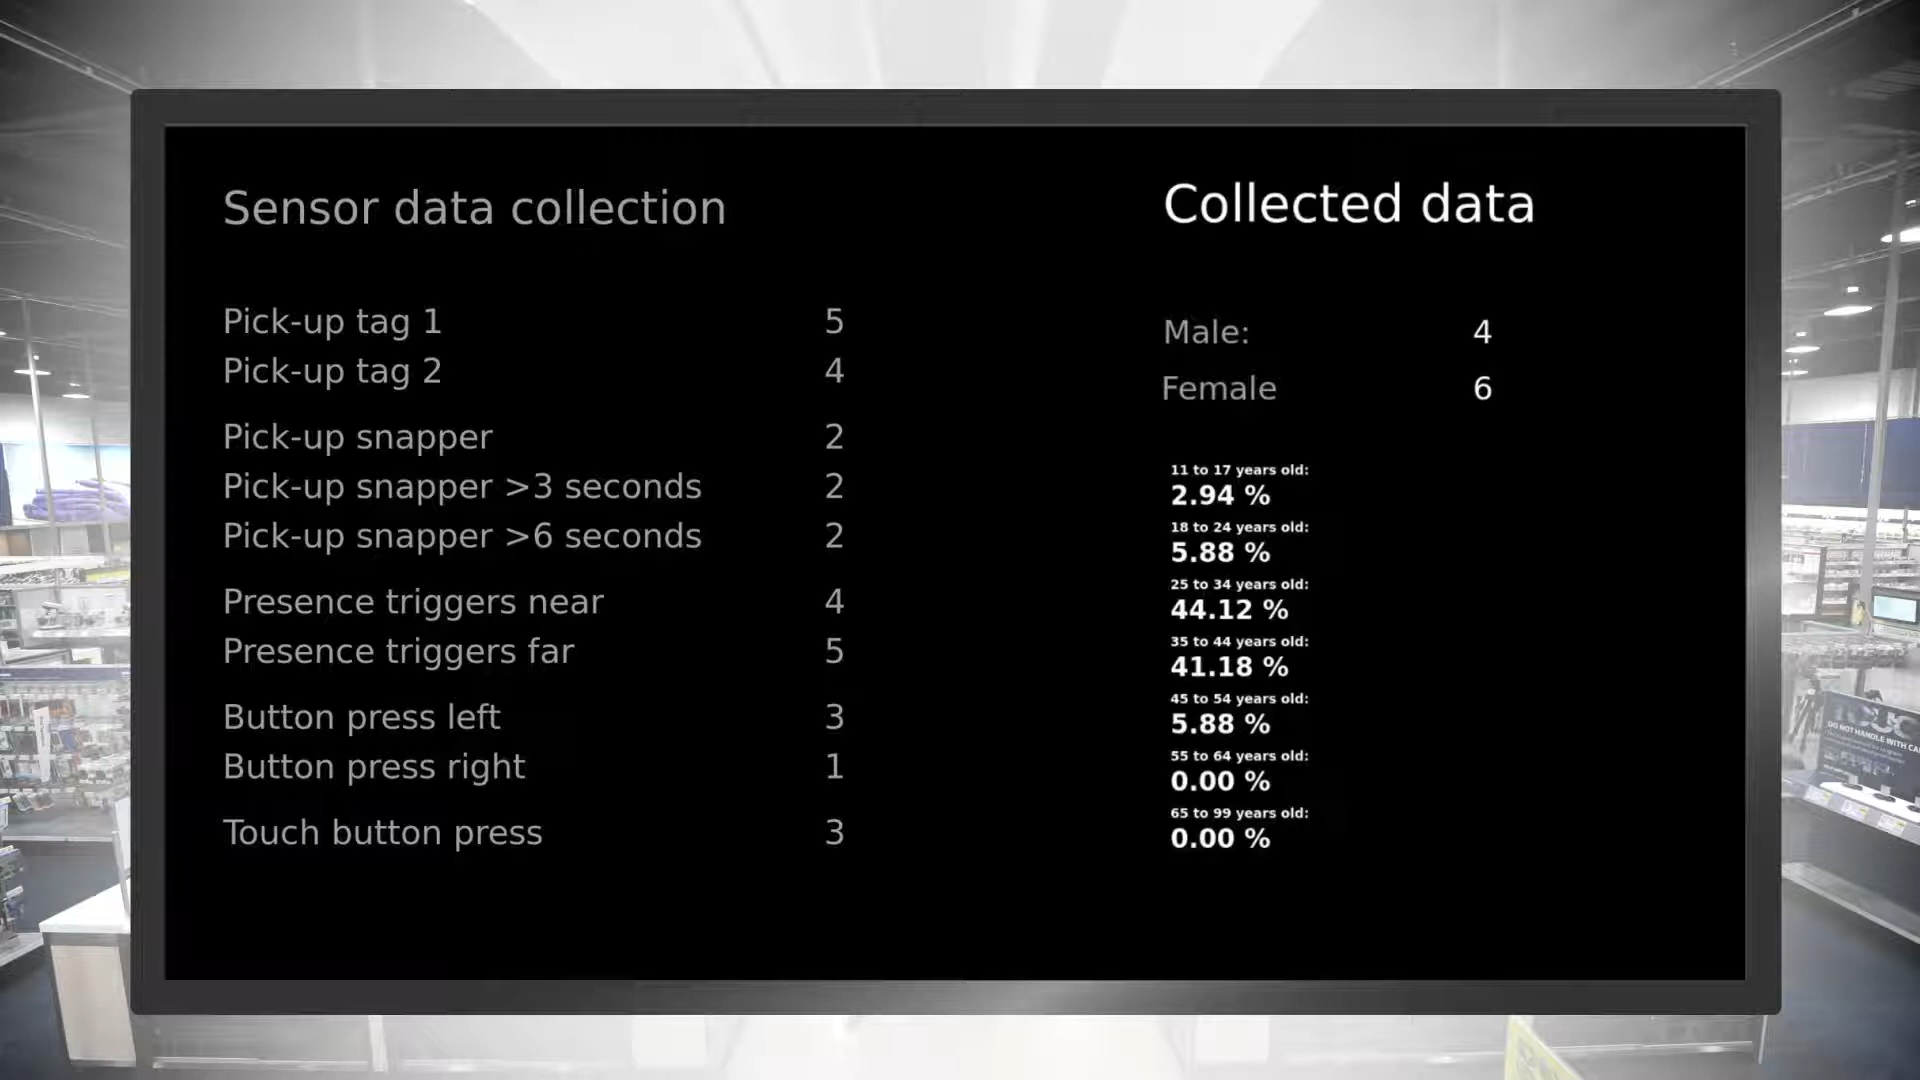 Sensor data collection
Pick-up tag 1 5
Pick-up tag 2 4
Pick-up snapper 2
Pick-up snapper >3 seconds 2
Pick-up snapper >6 seconds 2
Presence triggers near 4
Presence triggers far 5
Button press left 3
Button press right 1
Touch button press 3
Collected data
Male: 4
Female 6
11 to 17 years old:
2.94 %
18 to 24 years old:
5.88 %
25 to 34 years old:
44.12 %
35 to 44 years old:
41.18 %
45 to 54 years old:
5.88 %
55 to 64 years old:
0.00 %
65 to 99 years old:
0.00 %